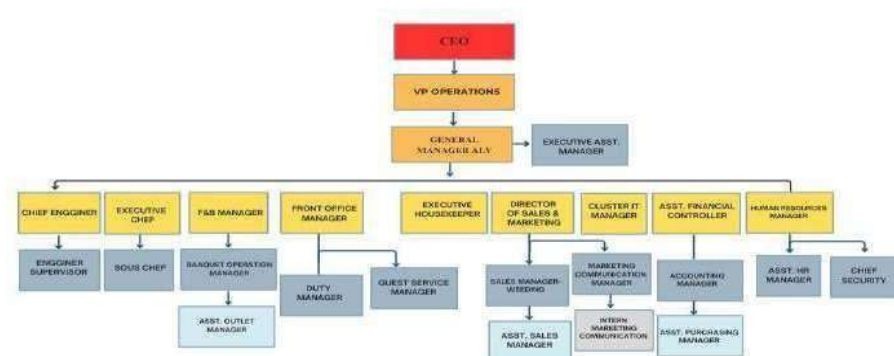 CEO
VP OPERATIONS
GENERAL
MANAGER ALY
EXECUTIVE ASST.
MANAGER
CHIEF ENGGINER
EXECUTIVE
CHEF
F&B MANAGER
FRONT OFFICE
MANAGER
EXECUTIVE
HOUSEKEEPER
DIRECTOR
OF SALES &
MARKETING
CLUSTER IT
MANAGER
ASST. FINANCIAL
CONTROLLER
HUMAN RESOURCES
MANAGER
ENGGINER
SUPERVISOR
SOUS CHEF
BANQUET OPERATION
MANAGER
DUTY
MANAGER
GUEST SERVICE
MANAGER
SALES MANAGER-
WEEDING
MARKETING
COMMUNICATION
MANAGER
ACCOUNTING
MANAGER
ASST. HR
MANAGER
CHIEF
SECURITY
ASST. OUTLET
MANAGER
ASST. SALES
MANAGER
INTERN
MARKETING
COMMUNICATION
ASST. PURCHASING
MANAGER